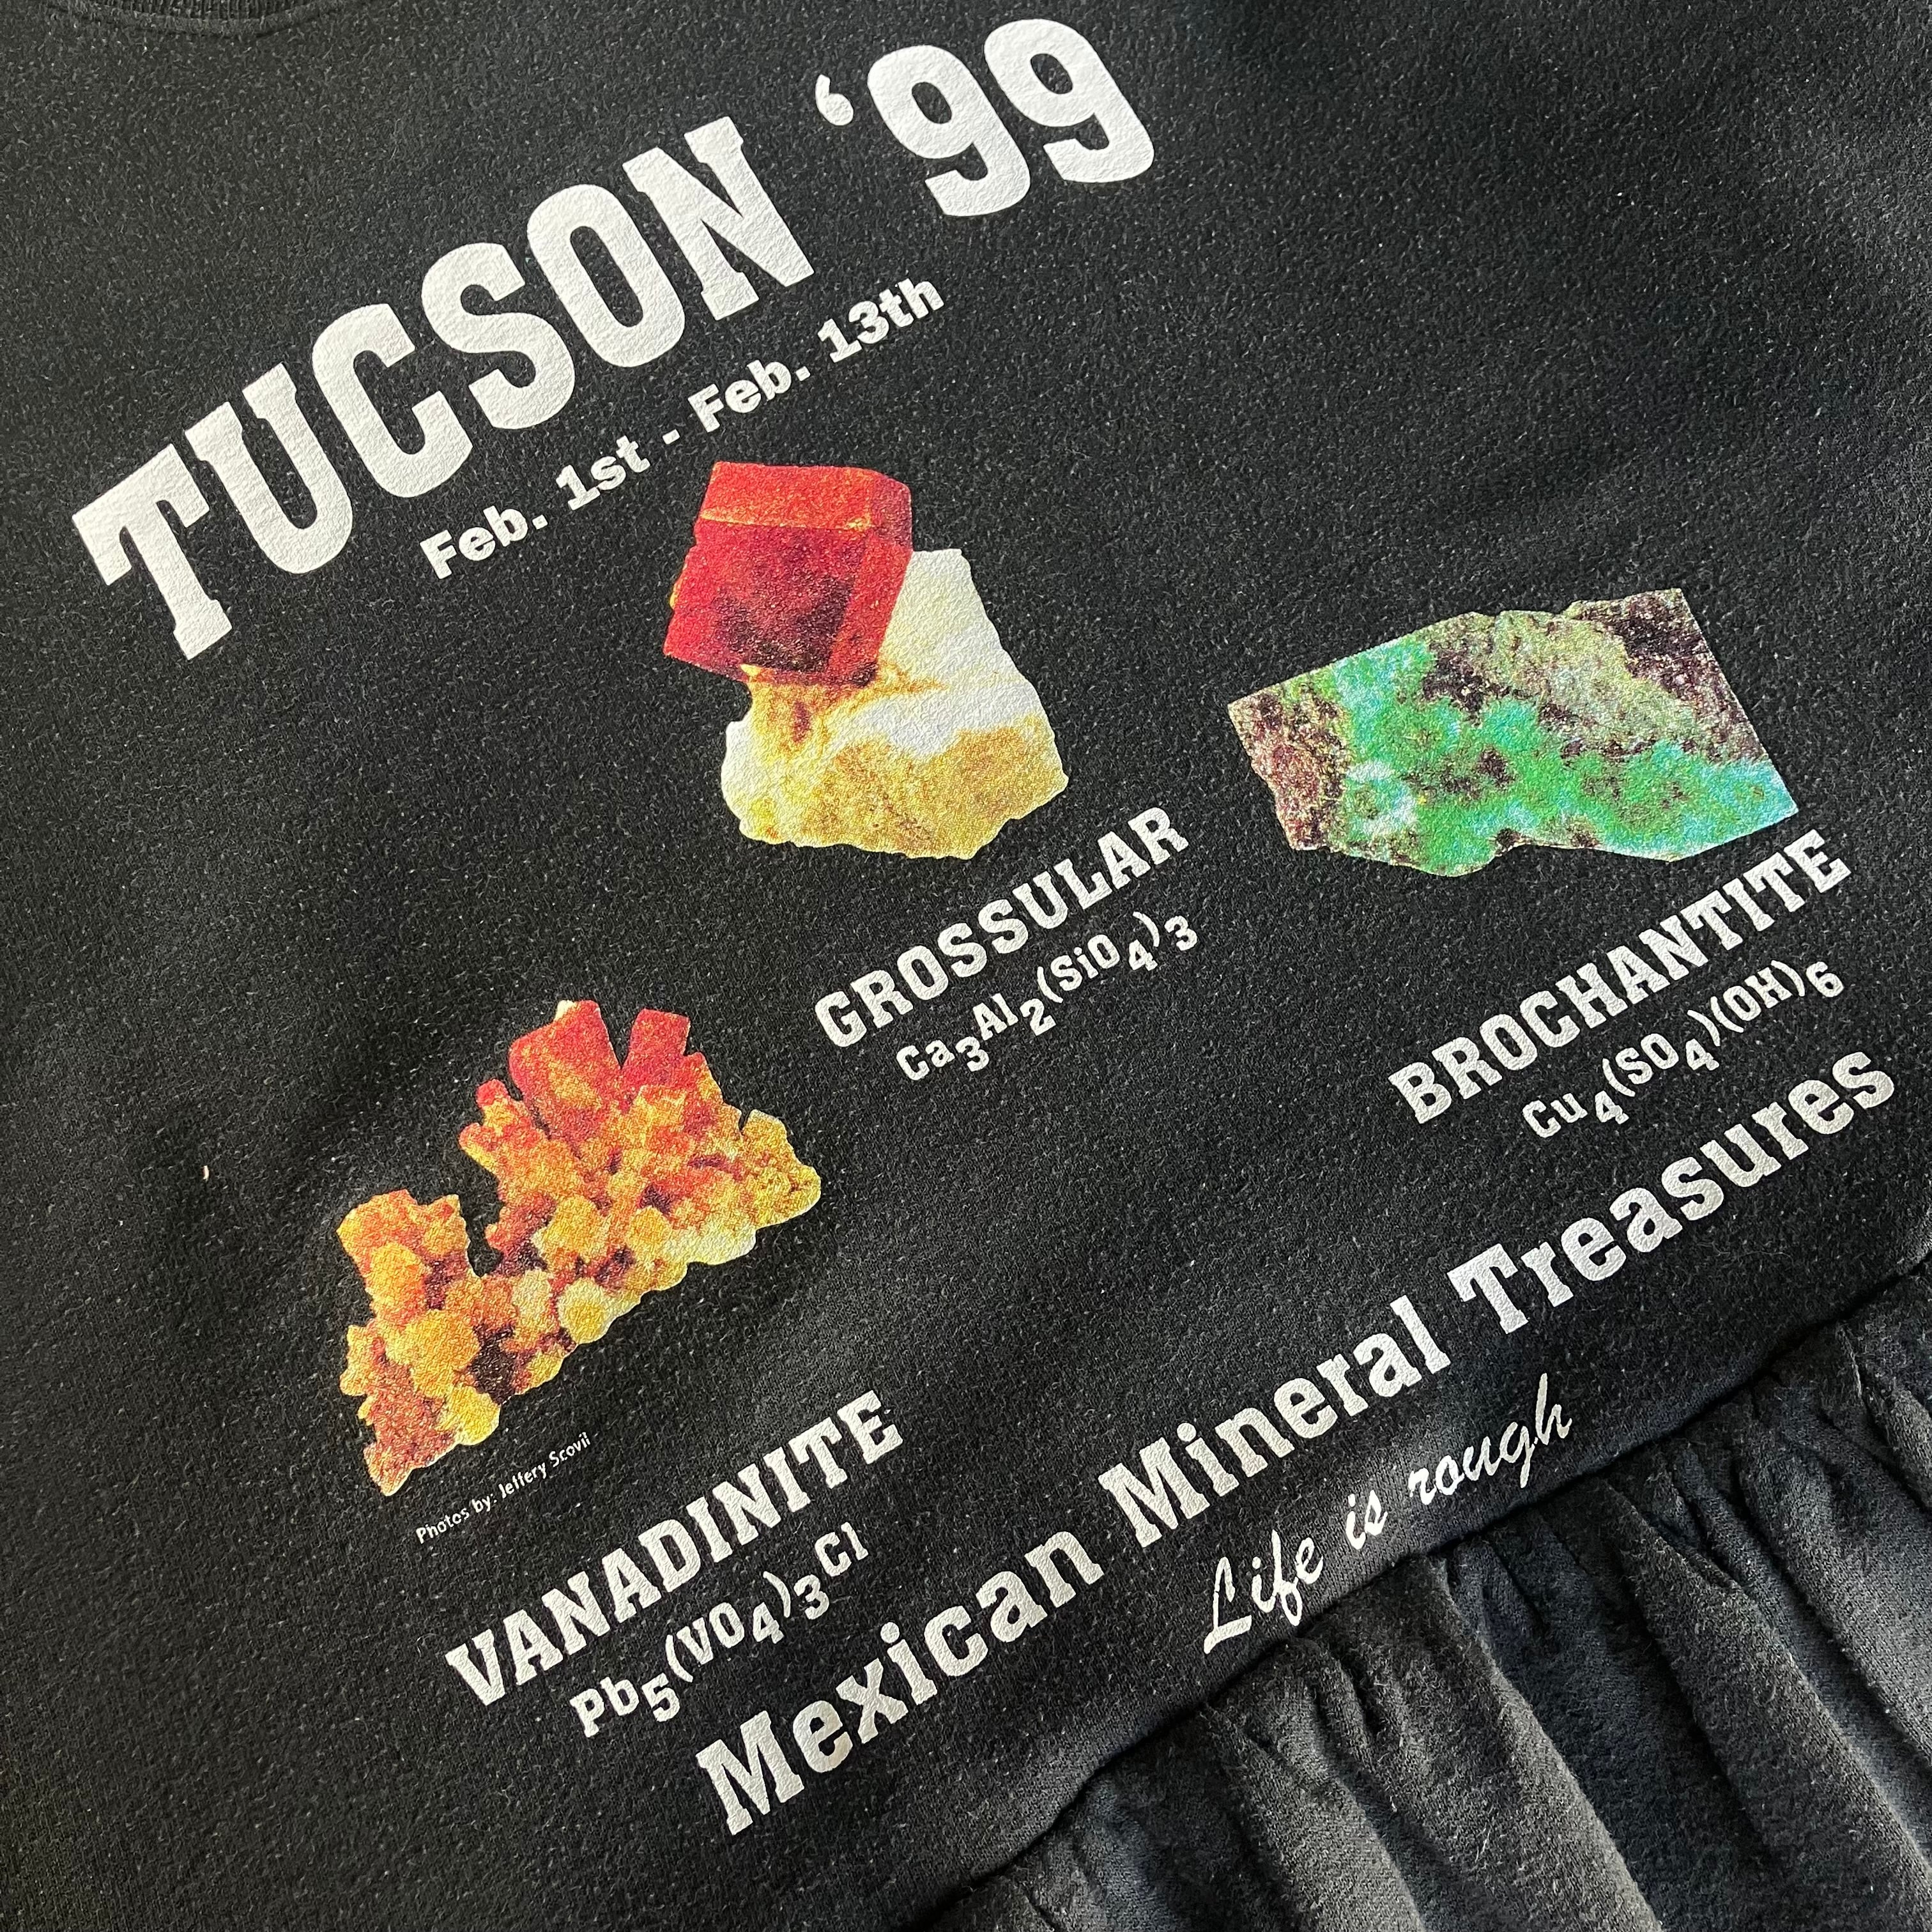 TUCSON '99
Feb. 1st - Feb. 13th
GROSSULAR
Ca3Al2(SiO4)3
BROCHANTITE
Cu4(SO4)(OH)6
Photos by: Jeffery Scovil
VANADINITE
Pb5(VO4)3Cl
Mexican Mineral Treasures
Life is rough